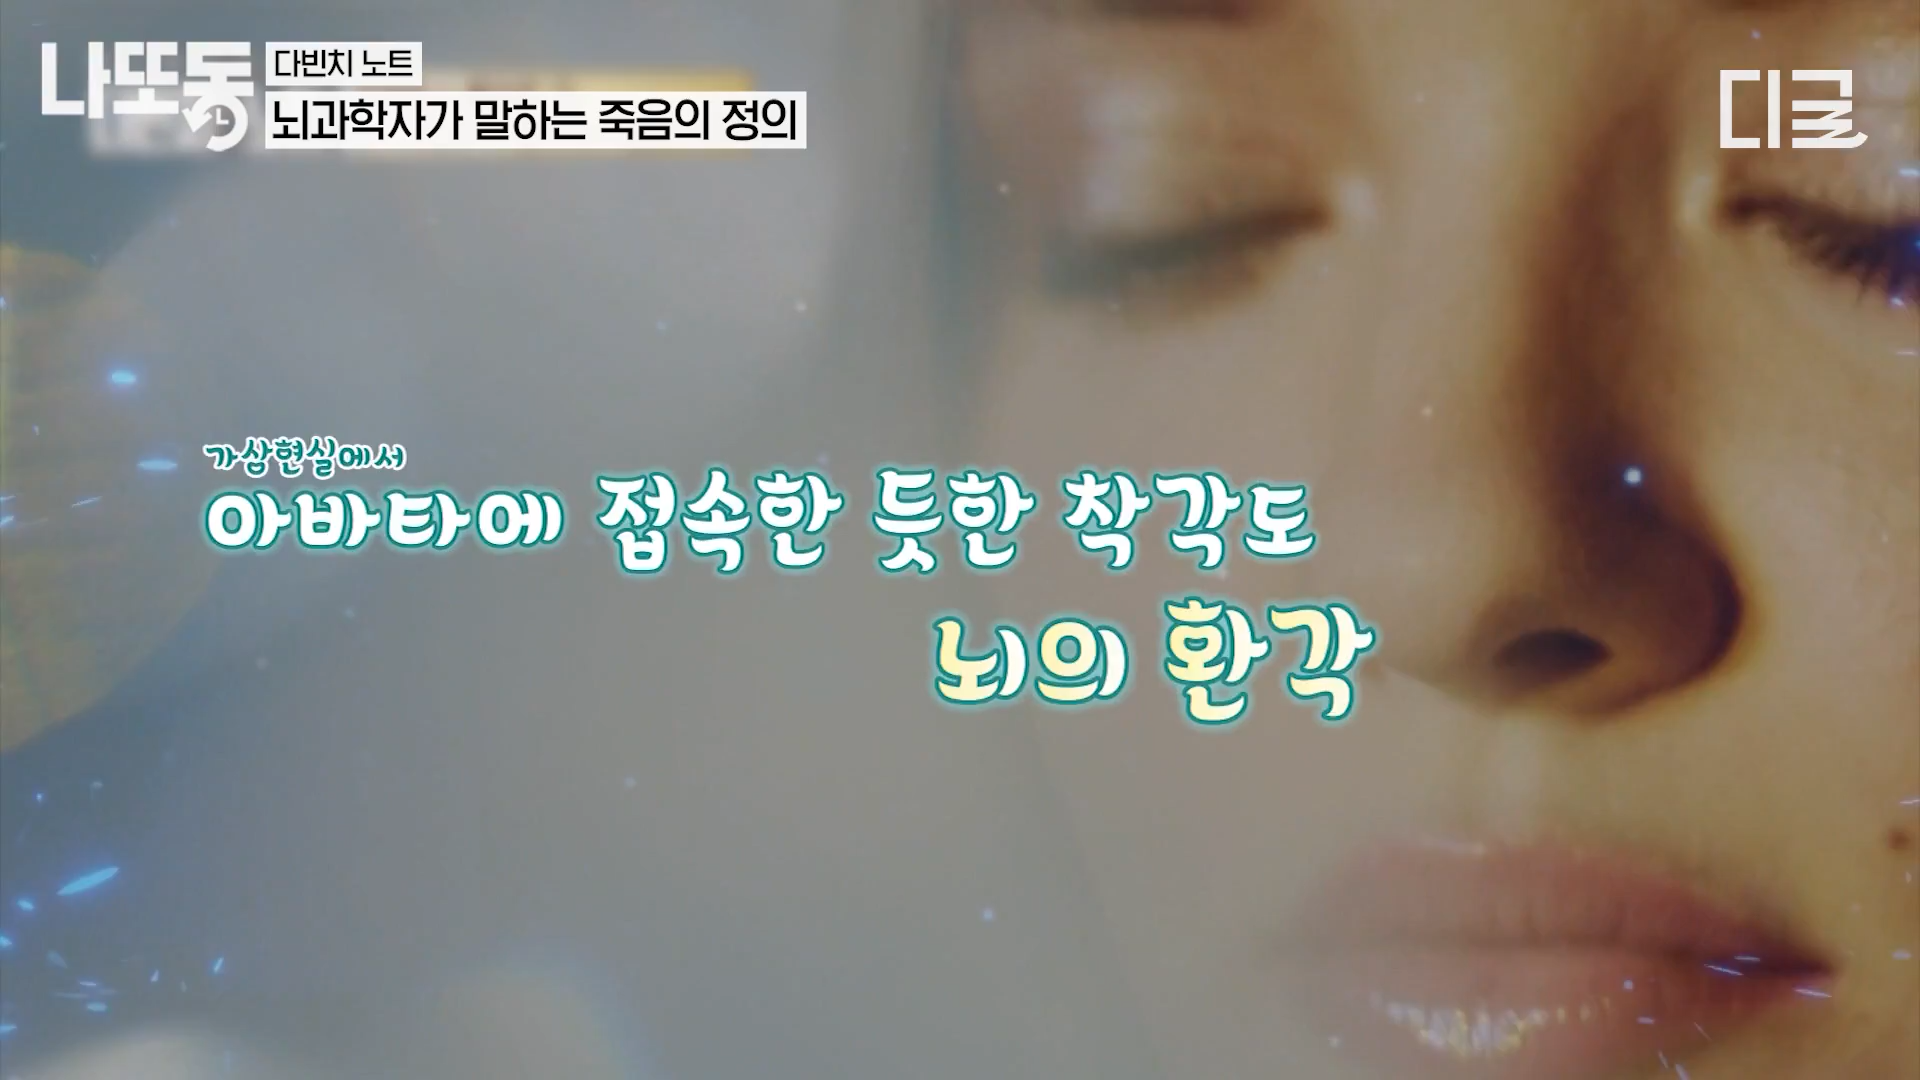 나또동
다빈치 노트
뇌과학자가 말하는 죽음의 정의
디글
가상현실에서
아바타에 접속한 듯한 착각도
뇌의 환각